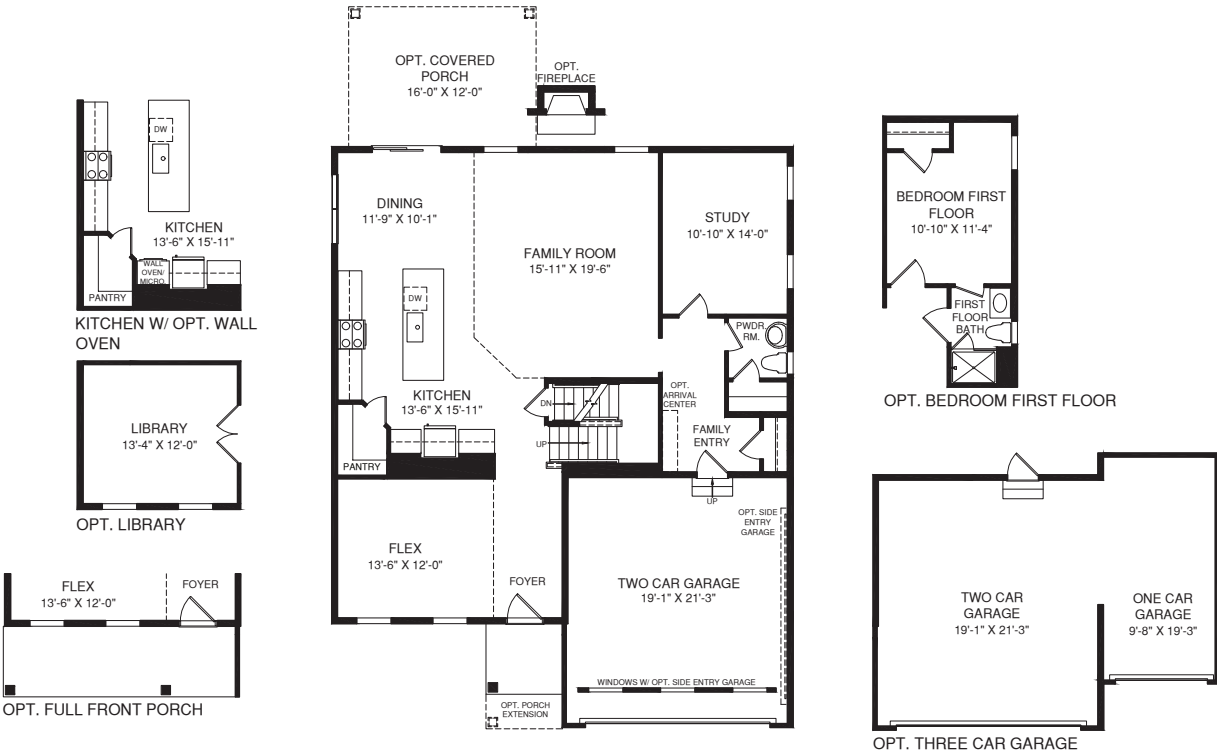 DW
KITCHEN
13'-6" X 15'-11"
WALL
OVEN/
MICRO.
PANTRY
KITCHEN W/ OPT. WALL
OVEN
LIBRARY
13'-4" X 12'-0"
OPT. LIBRARY
FLEX
13'-6" X 12'-0"
FOYER
OPT. FULL FRONT PORCH
OPT. COVERED
PORCH
16'-0" X 12'-0"
OPT.
FIREPLACE
DINING
11'-9" X 10'-1"
FAMILY ROOM
15'-11" X 19'-6"
STUDY
10'-10" X 14'-0"
DW
KITCHEN
13'-6" X 15'-11"
PANTRY
DN
UP
PWDR.
RM.
OPT.
ARRIVAL
CENTER
FAMILY
ENTRY
UP
FLEX
13'-6" X 12'-0"
FOYER
OPT. SIDE
ENTRY
GARAGE
TWO CAR GARAGE
19'-1" X 21'-3"
WINDOWS W/ OPT. SIDE ENTRY GARAGE
OPT. PORCH
EXTENSION
BEDROOM FIRST
FLOOR
10'-10" X 11'-4"
FIRST
FLOOR
BATH
OPT. BEDROOM FIRST FLOOR
TWO CAR
GARAGE
19'-1" X 21'-3"
ONE CAR
GARAGE
9'-8" X 19'-3"
OPT. THREE CAR GARAGE